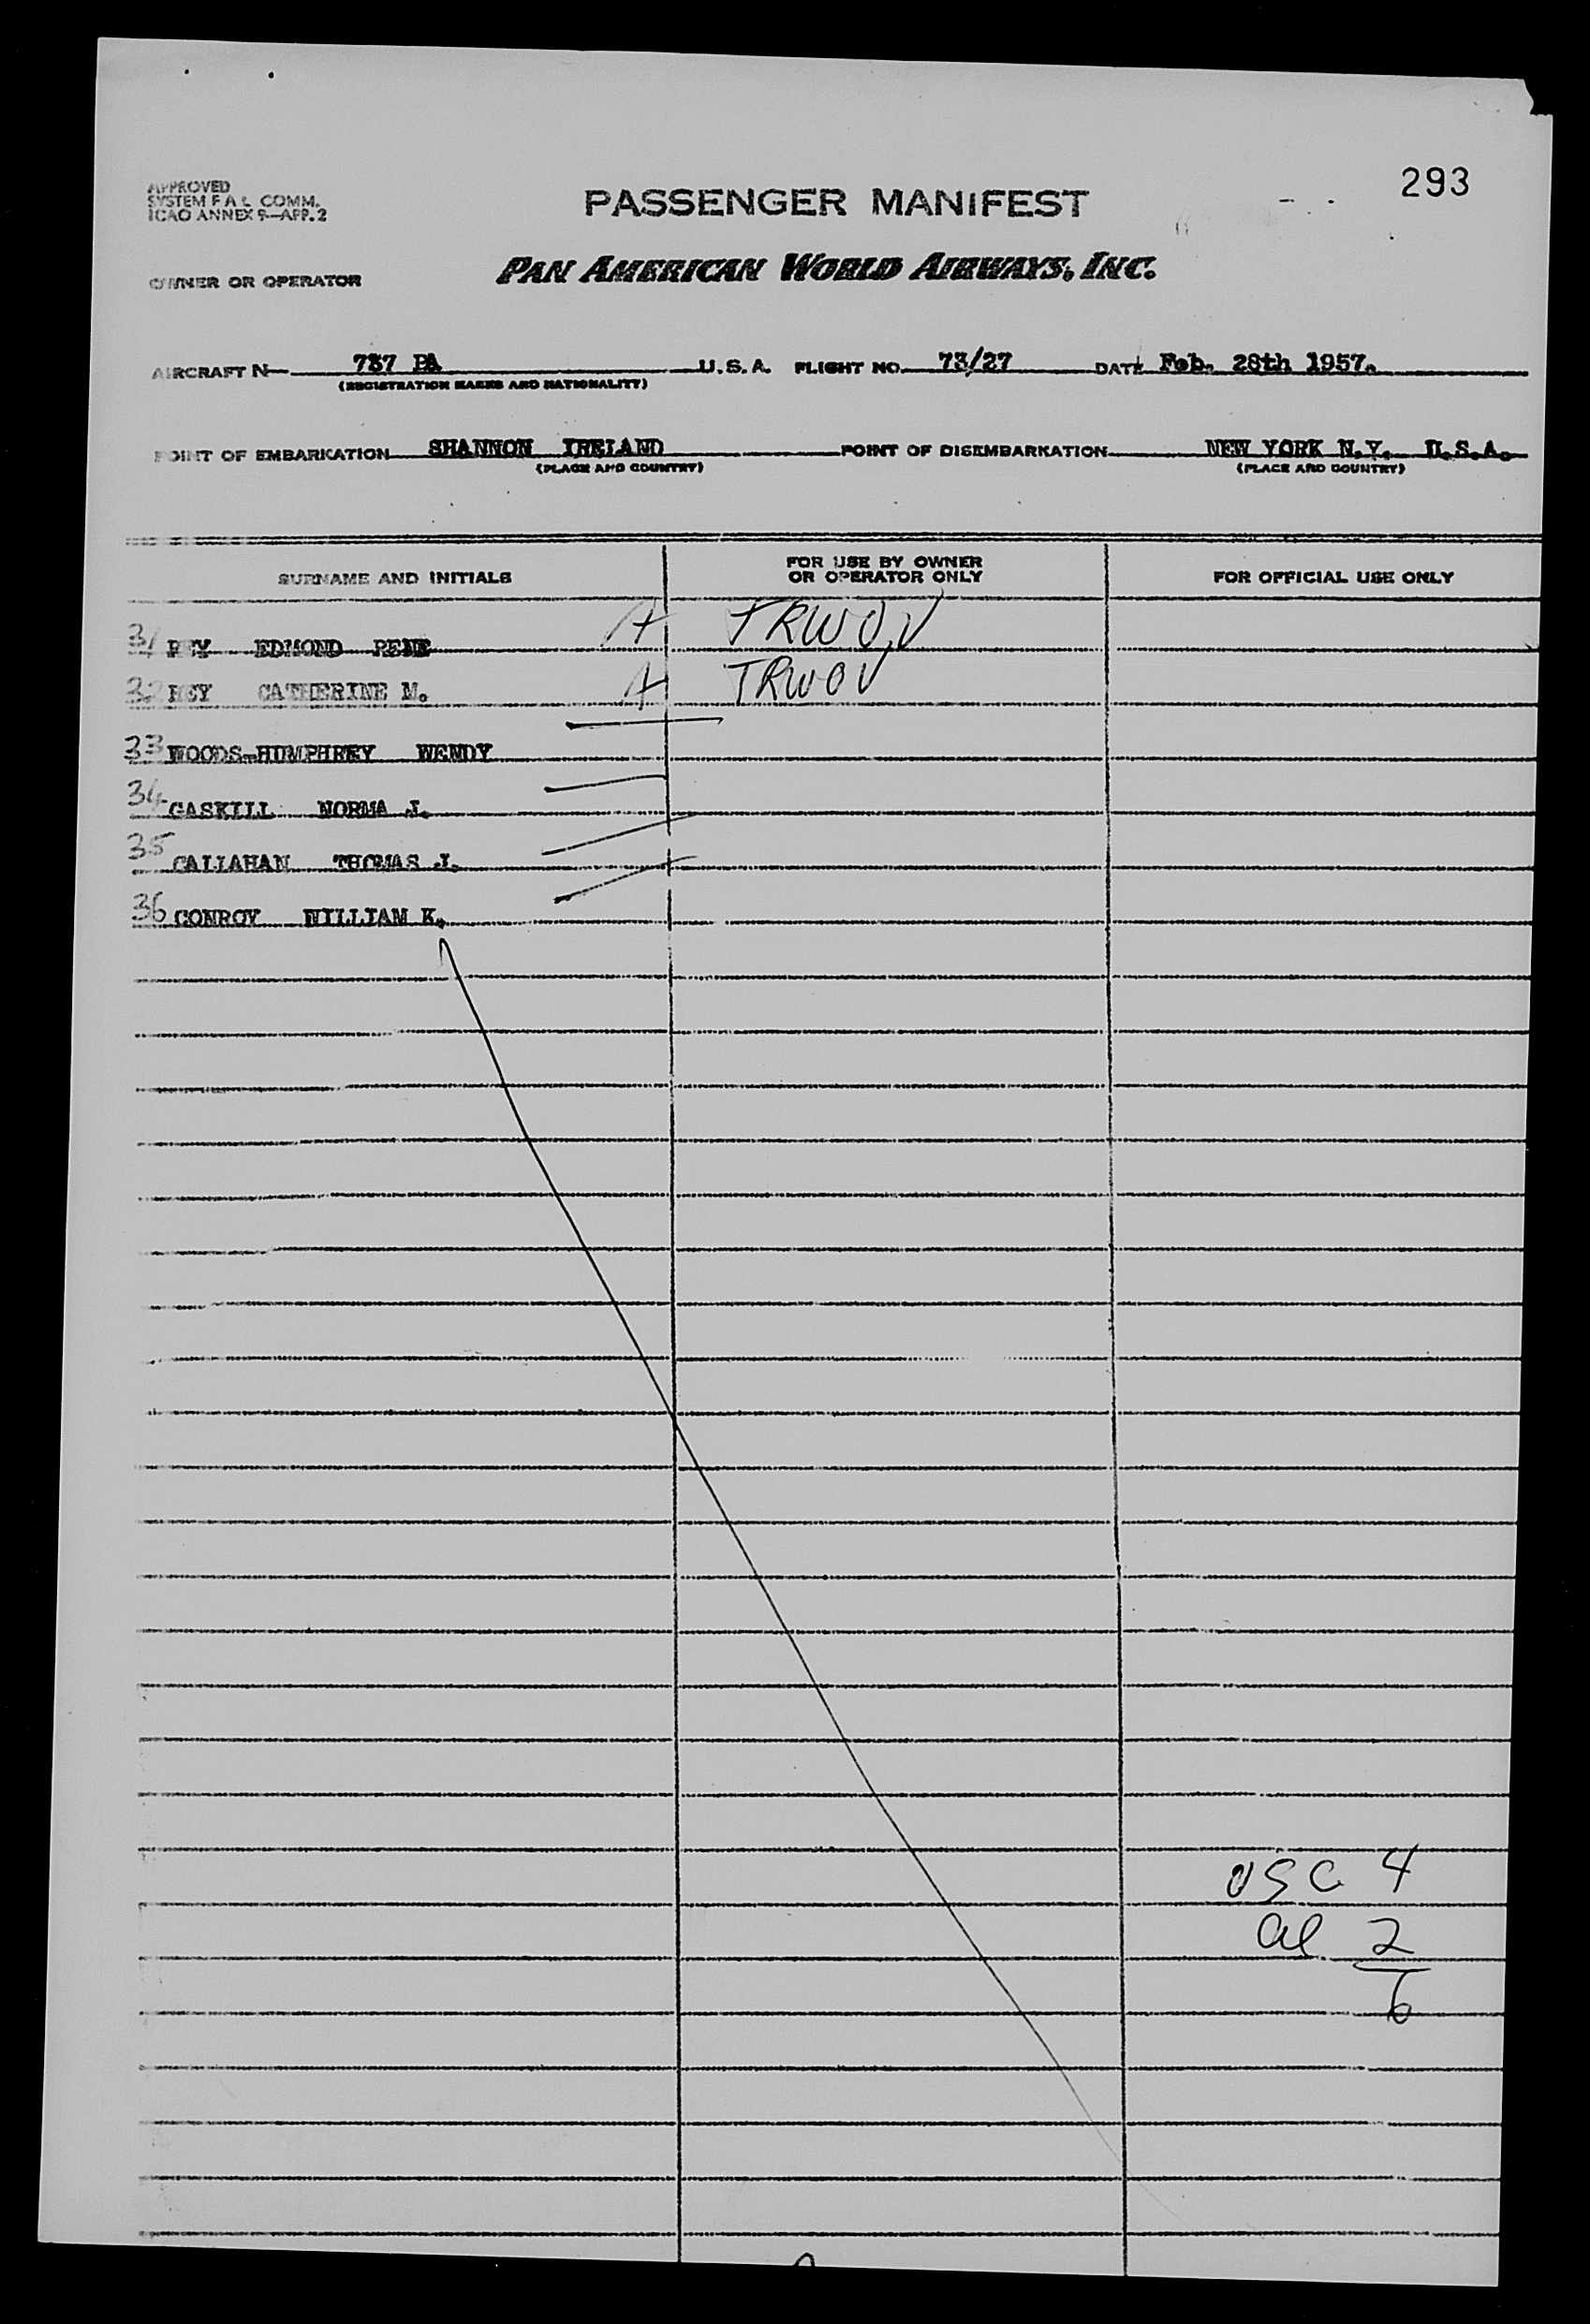 293
APPROVED
SYSTEM F A L COMM.
ICAO ANNEX 9—APP. 2
PASSENGER MANIFEST
OWNER OR OPERATOR PAN AMERICAN WORLD AIRWAYS, INC.
AIRCRAFT N 737 PA U.S.A. FLIGHT NO. 73/27 DATE Feb. 28th 1957.
(REGISTRATION MARKS AND NATIONALITY)
POINT OF EMBARKATION SHANNON IRELAND POINT OF DISEMBARKATION NEW YORK N.Y. U.S.A.
(PLACE AND COUNTRY) (PLACE AND COUNTRY)
SURNAME AND INITIALS FOR USE BY OWNER OR OPERATOR ONLY FOR OFFICIAL USE ONLY
31 REY EDMOND RENE A TRWOV
32 REY CATHERINE M. A TRWOV
33 WOODS-HUMPHREY WENDY
34 GASKILL NORMA J.
35 CALLAHAN THOMAS J.
36 CONROY WILLIAM K.
USC 4
al 2
6